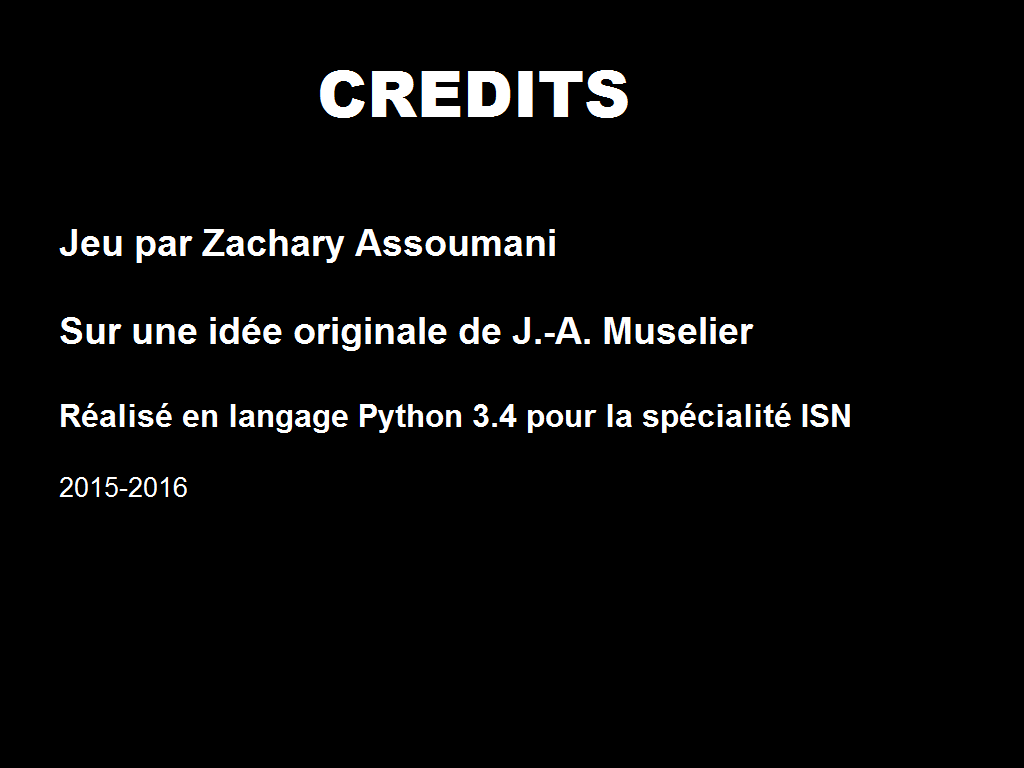 CREDITS
Jeu par Zachary Assoumani
Sur une idée originale de J.-A. Muselier
Réalisé en langage Python 3.4 pour la spécialité ISN
2015-2016